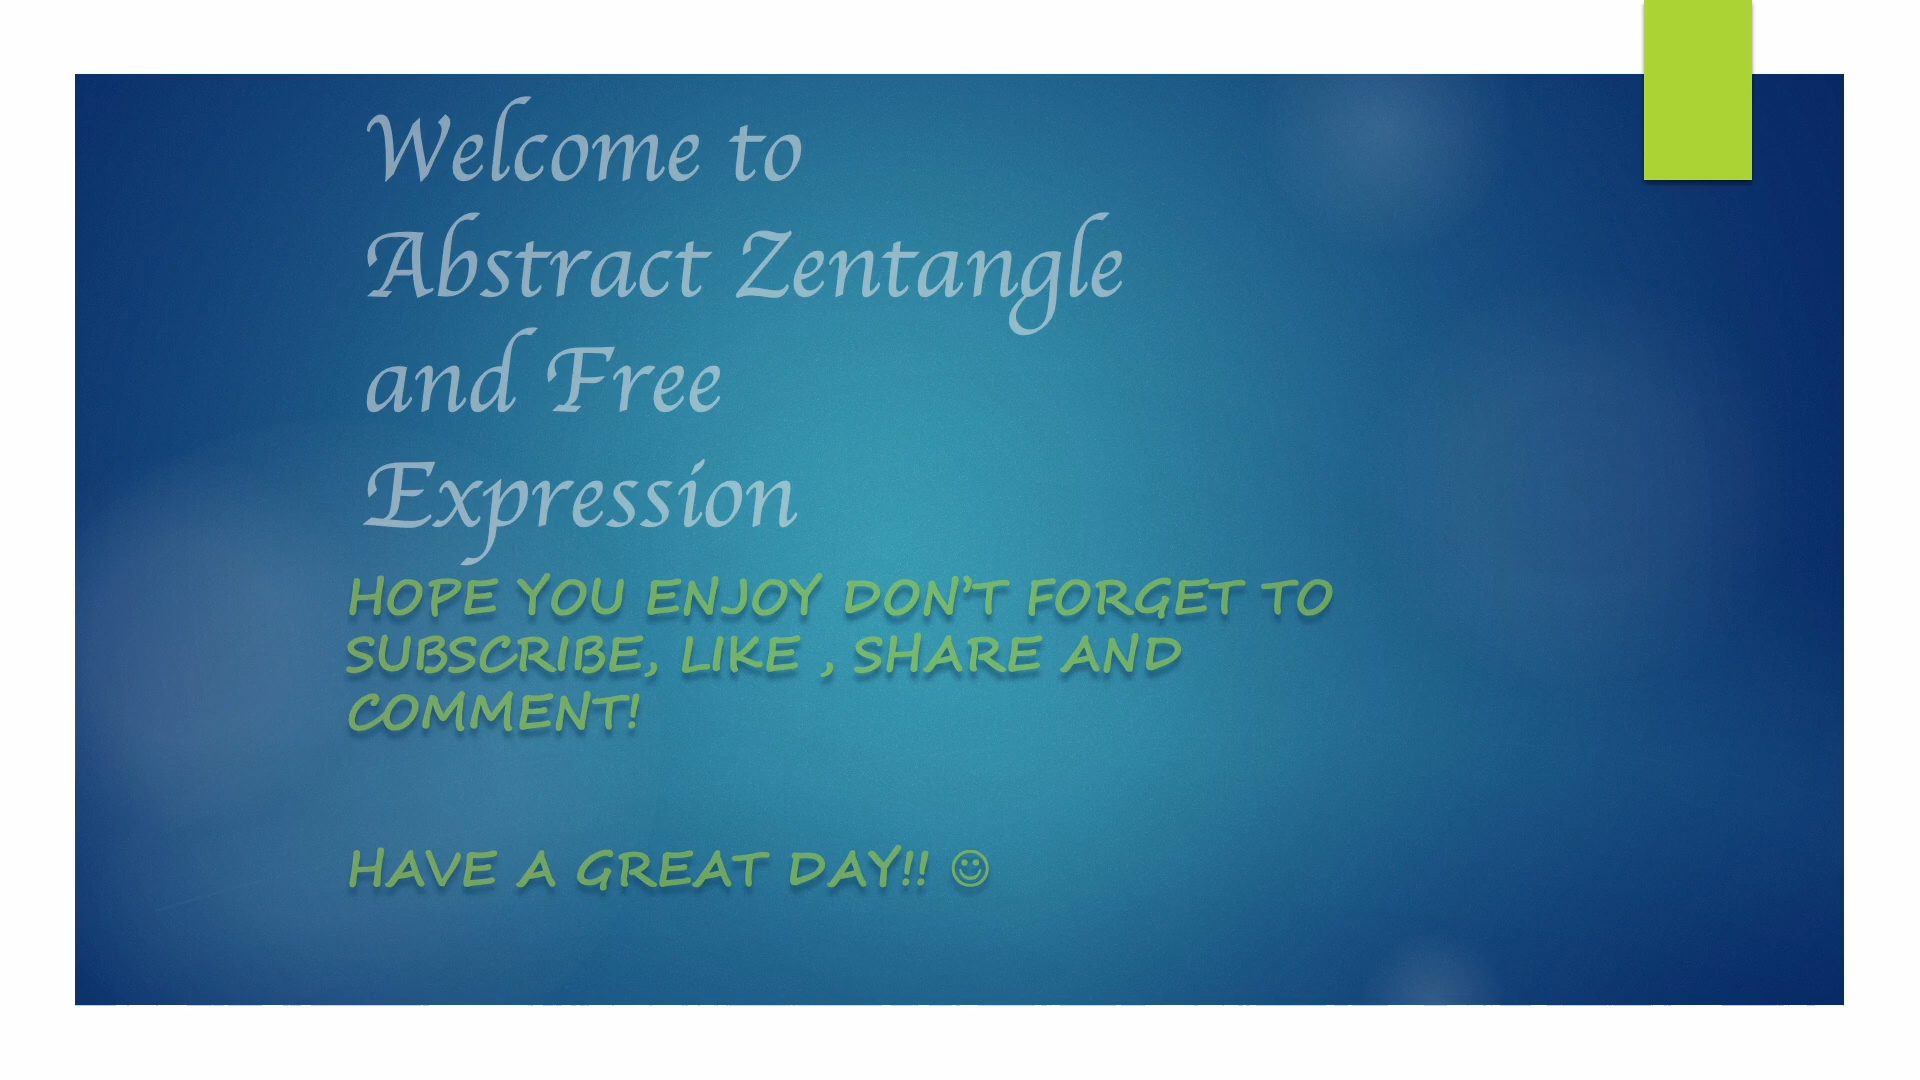 Welcome to
Abstract Zentangle
and Free
Expression
HOPE YOU ENJOY DON'T FORGET TO
SUBSCRIBE, LIKE , SHARE AND
COMMENT!
HAVE A GREAT DAY!! ☺